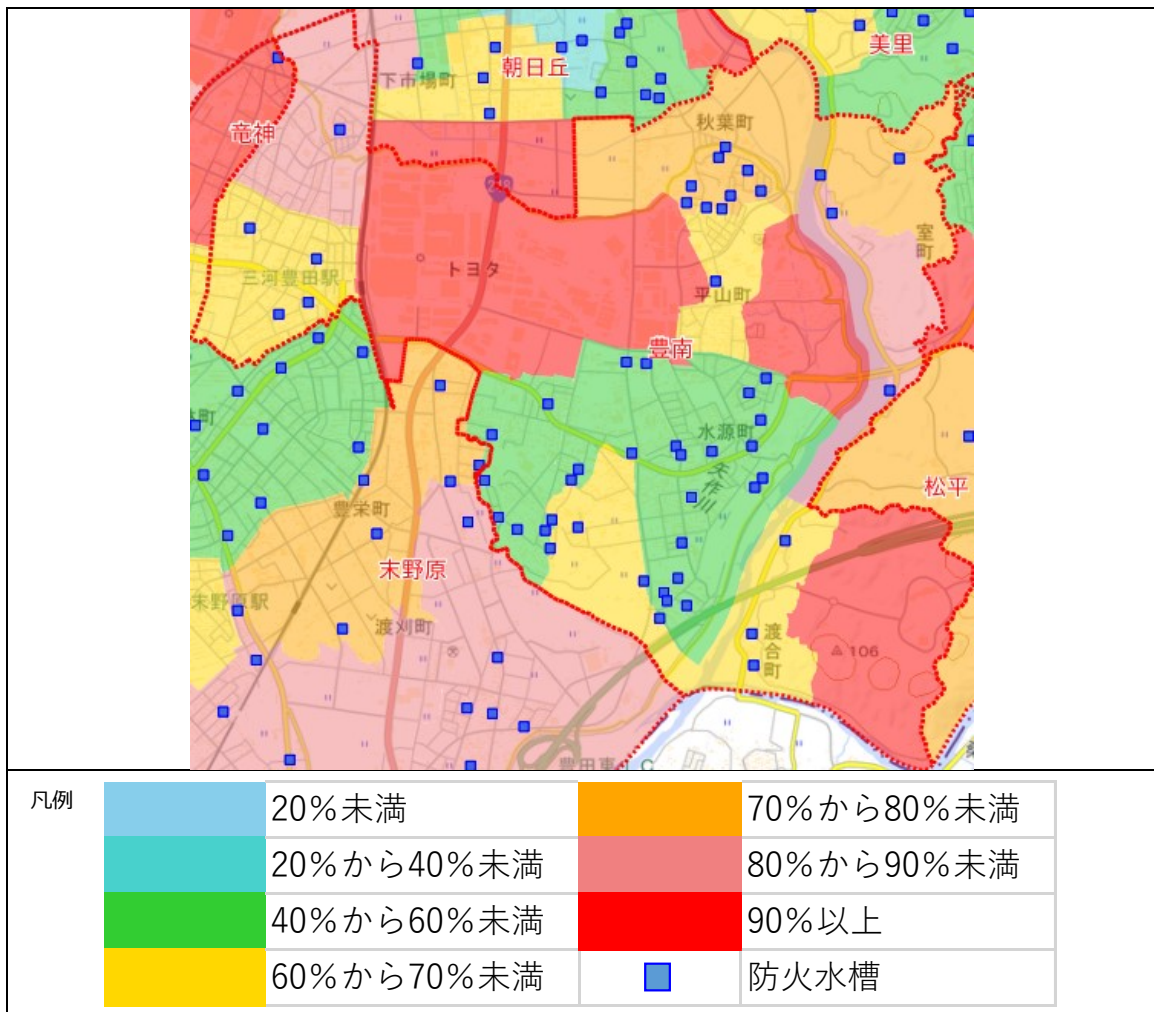 美里
朝日丘
下市場町
秋葉町
竜神
室町
三河豊田駅
トヨタ
平山町
豊南
町
水源町
矢作川
松平
豊栄町
末野原
末野原駅
渡刈町
渡合町
106
豊田東
C
凡例
20%未満
70%から80%未満
20%から40%未満
80%から90%未満
40%から60%未満
90%以上
60%から70%未満
防火水槽